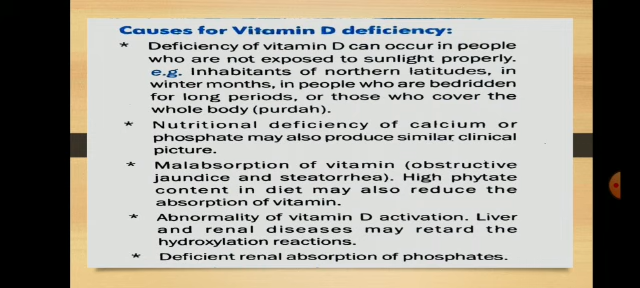 Causes for Vitamin D deficiency:
* Deficiency of vitamin D can occur in people
who are not exposed to sunlight properly.
e.g. Inhabitants of northern latitudes, in
winter months, in people who are bedridden
for long periods, or those who cover the
whole body (purdah).
* Nutritional deficiency of calcium or
phosphate may also produce similar clinical
picture.
* Malabsorption of vitamin (obstructive
jaundice and steatorrhea). High phytate
content in diet may also reduce the
absorption of vitamin.
* Abnormality of vitamin D activation. Liver
and renal diseases may retard the
hydroxylation reactions.
* Deficient renal absorption of phosphates.